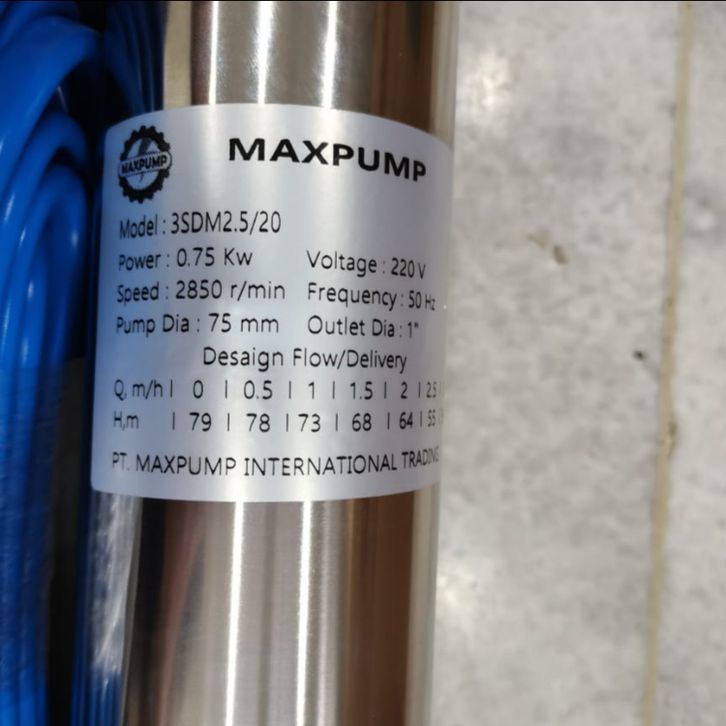 MAXPUMP
MAXPUMP
Model : 3SDM2.5/20
Power : 0.75 Kw Voltage : 220 V
Speed : 2850 r/min Frequency : 50 Hz
Pump Dia : 75 mm Outlet Dia : 1"
Desaign Flow/Delivery
Q, m/h | 0 | 0.5 | 1 | 1.5 | 2 | 2.5 |
H,m | 79 | 78 | 73 | 68 | 64 | 55 |
PT. MAXPUMP INTERNATIONAL TRADING